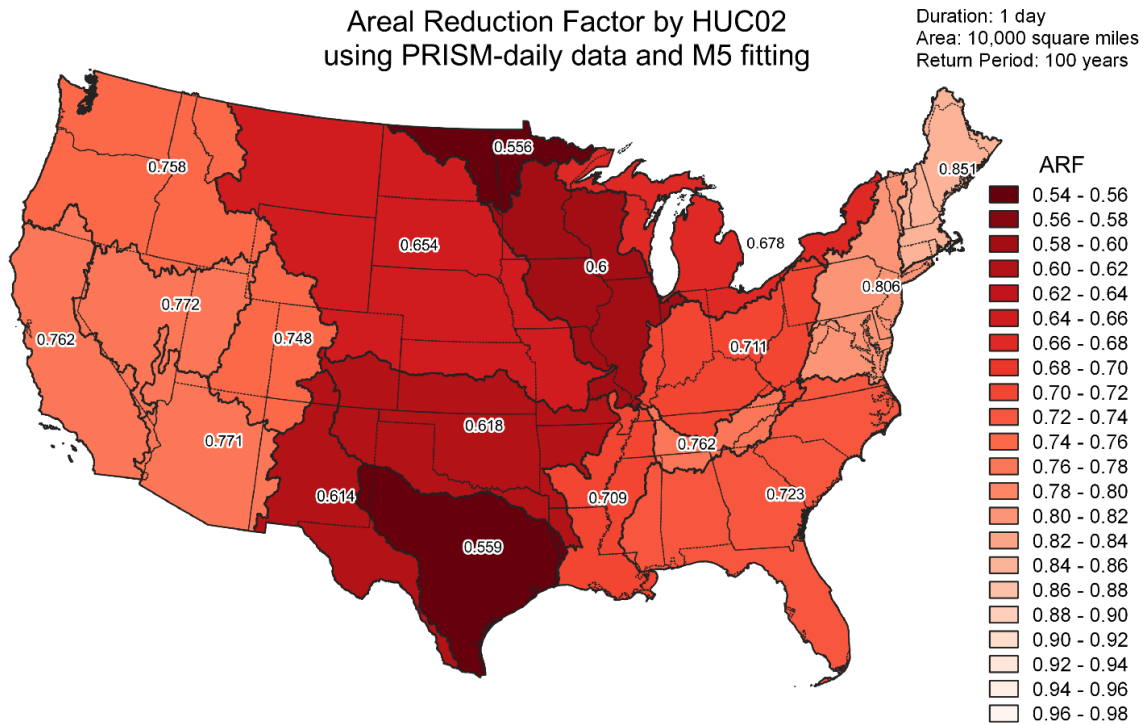 Areal Reduction Factor by HUC02
using PRISM-daily data and M5 fitting
Duration: 1 day
Area: 10,000 square miles
Return Period: 100 years
0.556
0.758
0.851
0.654
0.678
0.6
0.772
0.806
0.762
0.748
0.711
0.618
0.771
0.762
0.614
0.709
0.723
0.559
ARF
0.54 - 0.56
0.56 - 0.58
0.58 - 0.60
0.60 - 0.62
0.62 - 0.64
0.64 - 0.66
0.66 - 0.68
0.68 - 0.70
0.70 - 0.72
0.72 - 0.74
0.74 - 0.76
0.76 - 0.78
0.78 - 0.80
0.80 - 0.82
0.82 - 0.84
0.84 - 0.86
0.86 - 0.88
0.88 - 0.90
0.90 - 0.92
0.92 - 0.94
0.94 - 0.96
0.96 - 0.98